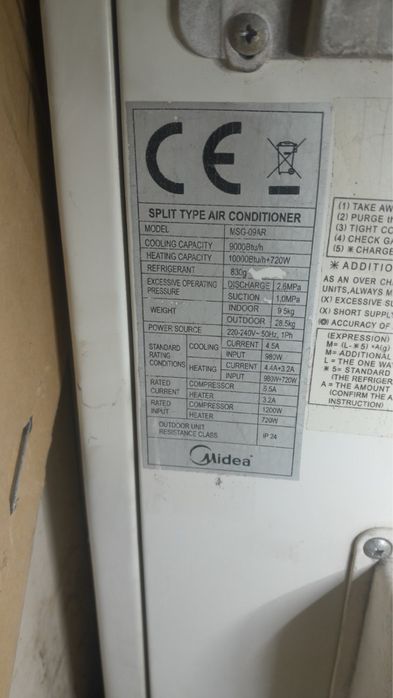 CE
SPLIT TYPE AIR CONDITIONER
MODEL MSG-09AR
COOLING CAPACITY 9000Btu/h
HEATING CAPACITY 10000Btu/h+720W
REFRIGERANT 830g
EXCESSIVE OPERATING PRESSURE DISCHARGE 2.6MPa
SUCTION 1.0MPa
WEIGHT INDOOR 9.5kg
OUTDOOR 28.5kg
POWER SOURCE 220-240V~ 50Hz, 1Ph
STANDARD RATING CONDITIONS COOLING CURRENT 4.5A
INPUT 980W
HEATING CURRENT 4.4A+3.2A
INPUT 980W+720W
RATED CURRENT COMPRESSOR 6.5A
HEATER 3.2A
RATED INPUT COMPRESSOR 1200W
HEATER 720W
OUTDOOR UNIT RESISTANCE CLASS IP 24
Midea
(1) TAKE AW
(2) PURGE th
(3) TIGHT CO
(4) CHECK GA
(5) ※ CHARGE
※ ADDITIO
AS AN OVER CH
UNITS,ALWAYS M
(X) EXCESSIVE SU
(X) SHORT SUPPL
(◎) ACCURACY OF
(EXPRESSION)
M= (L-※5) ×A(g)
M= ADDITIONAL
L = THE ONE WA
※ 5= STANDARD
(THE REFRIGER
A = THE AMOUNT
(CONFIRM THE A
INSTRUCTION)